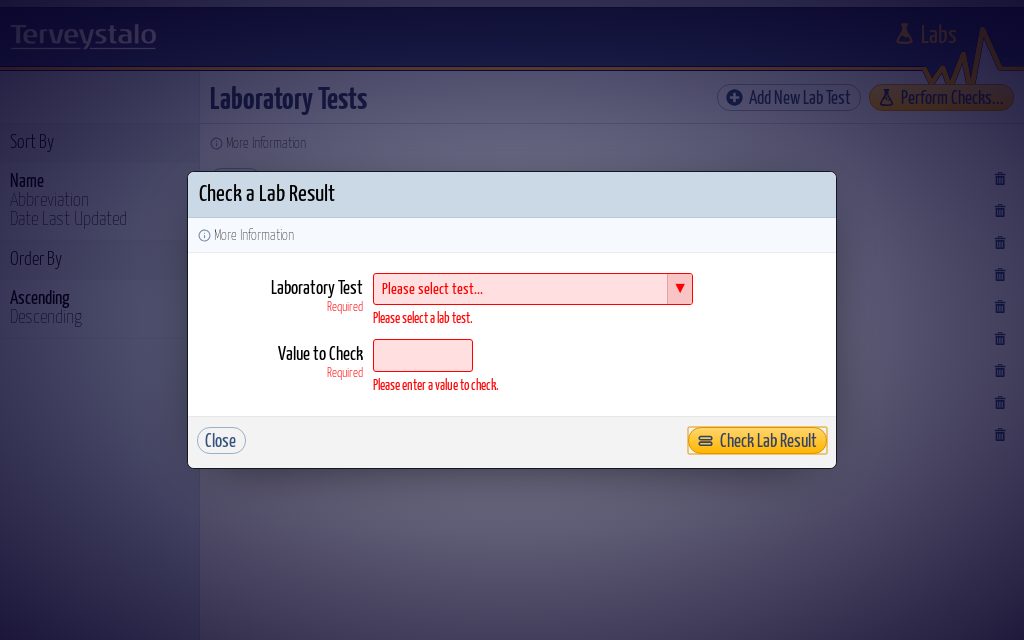 Terveystalo
Labs
Laboratory Tests
Add New Lab Test
Perform Checks...
Sort By
More Information
Name
Abbreviation
Date Last Updated
Order By
Ascending
Descending
Check a Lab Result
More Information
Laboratory Test
Required
Please select test...
Please select a lab test.
Value to Check
Required
Please enter a value to check.
Close
Check Lab Result